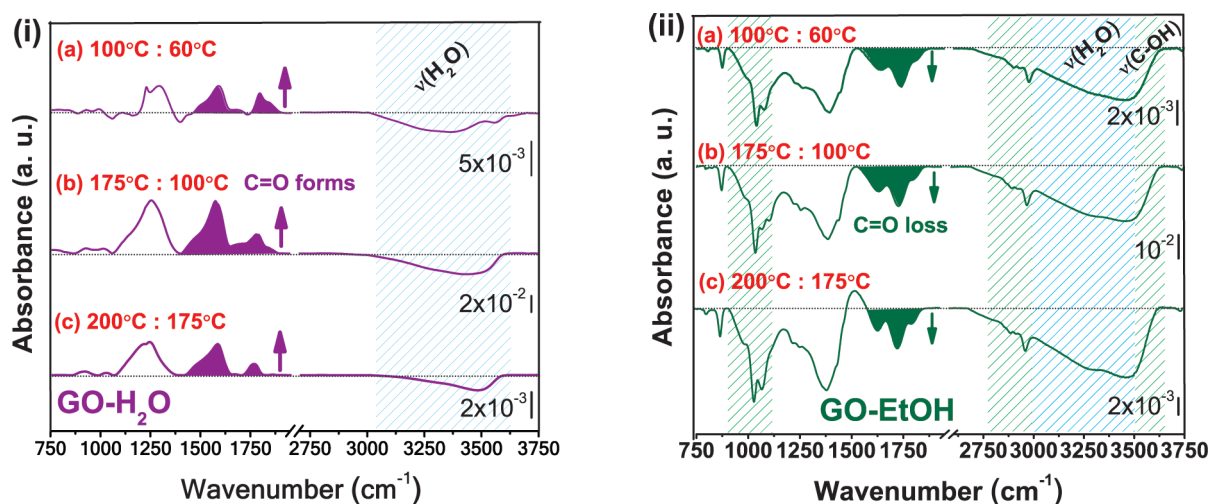 (i)
(a) 100°C : 60°C
ν(H₂O)
5x10⁻³
(b) 175°C : 100°C C=O forms
2x10⁻²
(c) 200°C : 175°C
GO-H₂O
2x10⁻³
Absorbance (a. u.)
750 1000 1250 1500 1750 2750 3000 3250 3500 3750
Wavenumber (cm⁻¹)
(ii)
(a) 100°C : 60°C
ν(H₂O)
ν(C-OH)
2x10⁻³
(b) 175°C : 100°C
C=O loss
10⁻²
(c) 200°C : 175°C
GO-EtOH
2x10⁻³
Absorbance (a. u.)
750 1000 1250 1500 1750 2750 3000 3250 3500 3750
Wavenumber (cm⁻¹)